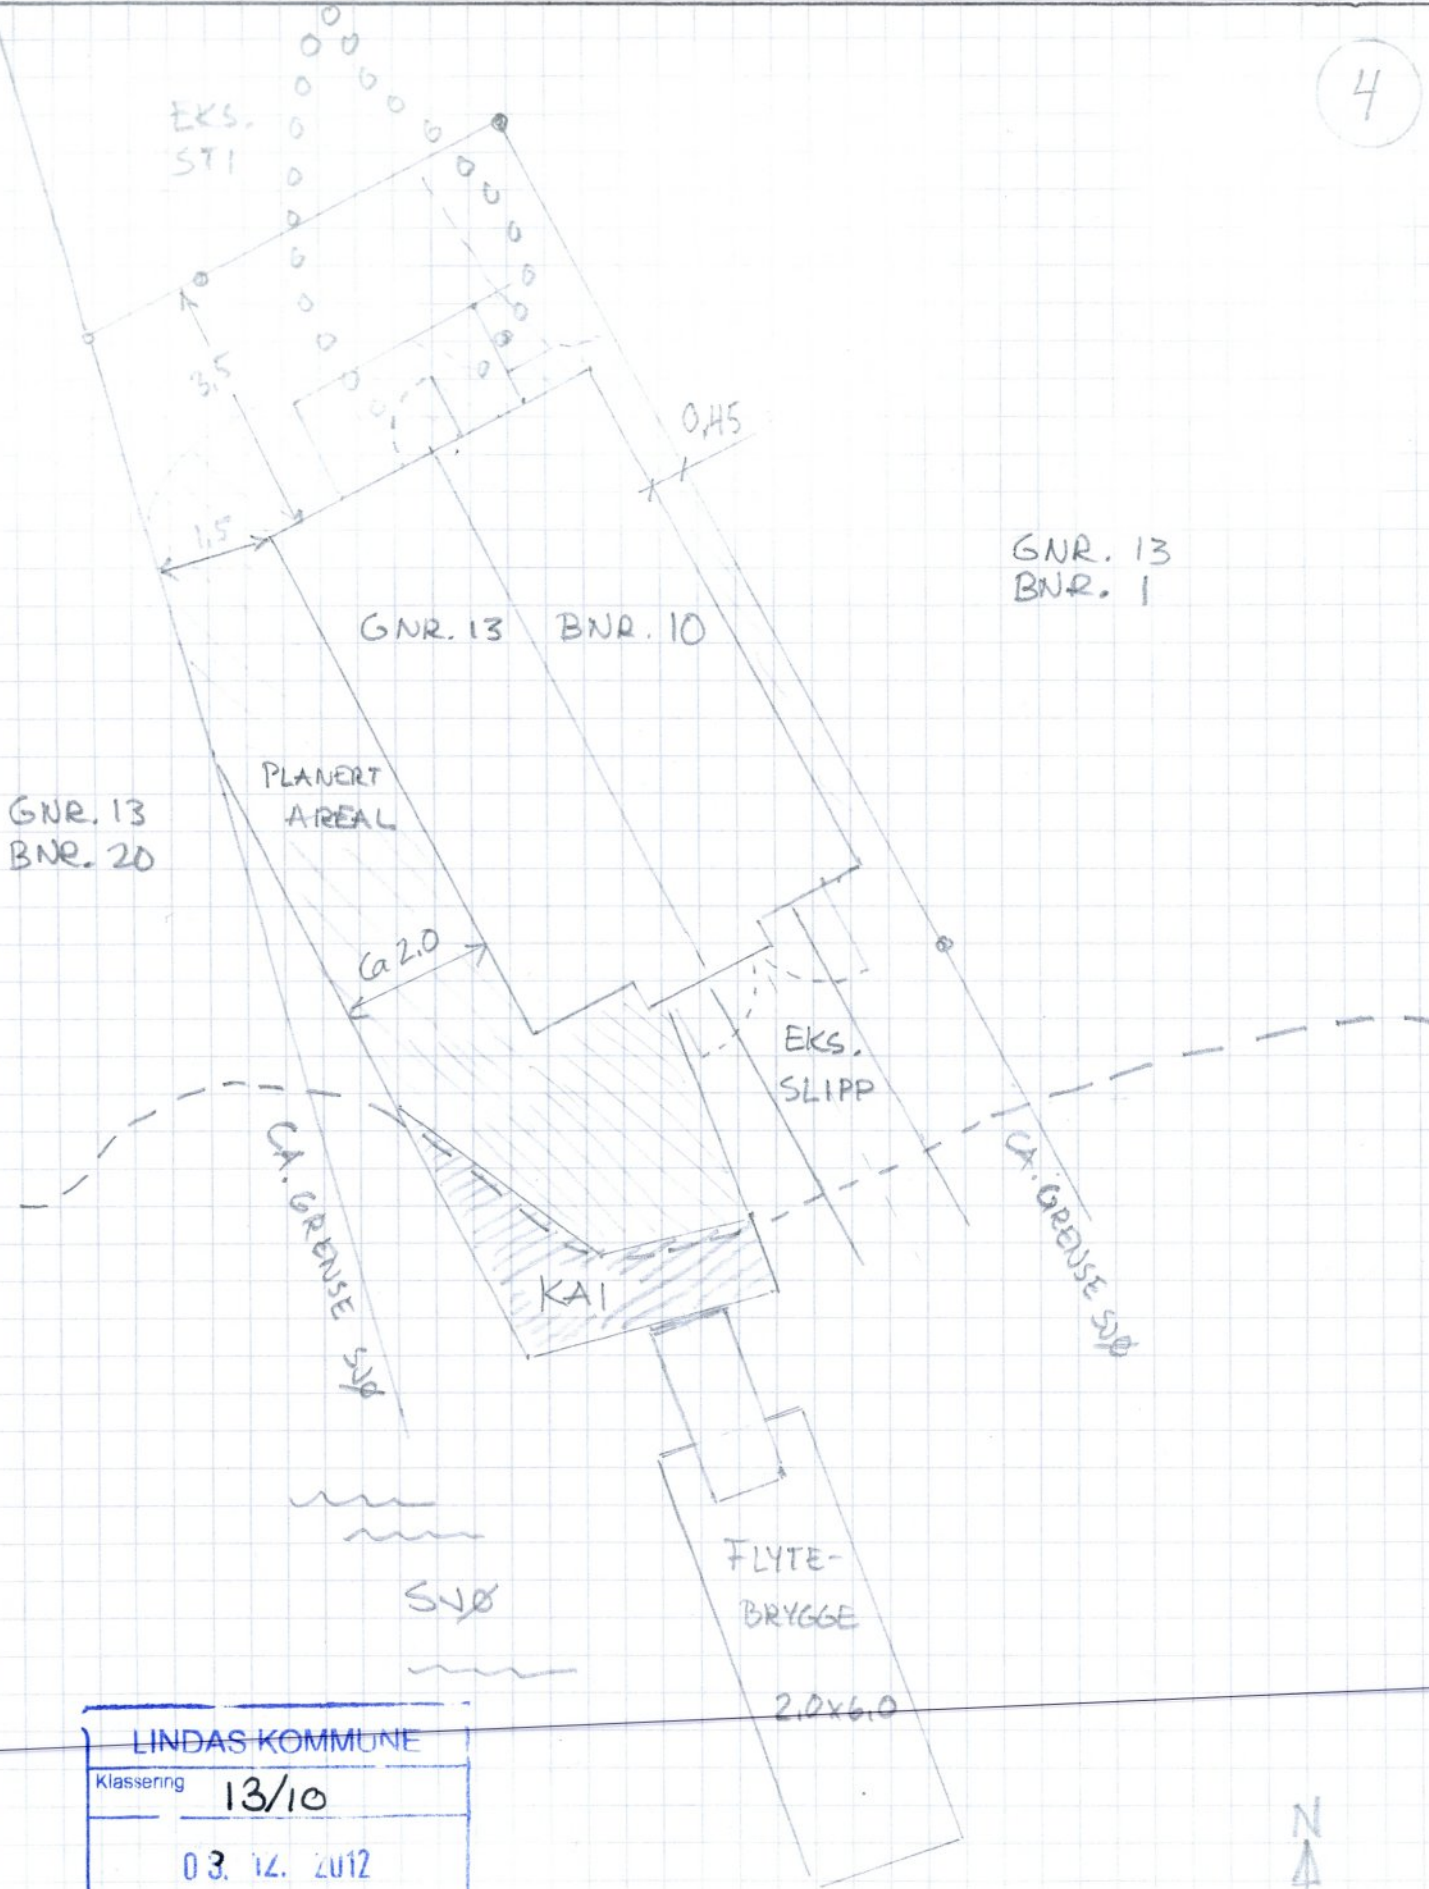 4
EKS.
STI
3,5
0,45
1,5
GNR. 13
BNR. 1
GNR. 13 BNR. 10
PLANERT
AREAL
GNR. 13
BNR. 20
Ca 2,0
EKS.
SLIPP
CA. GRENSE SJØ
CA. GRENSE SJØ
KAI
FLYTE-
BRYGGE
SJØ
2,0x6,0
LINDAS KOMMUNE
Klassering 13/10
03. 12. 2012
N